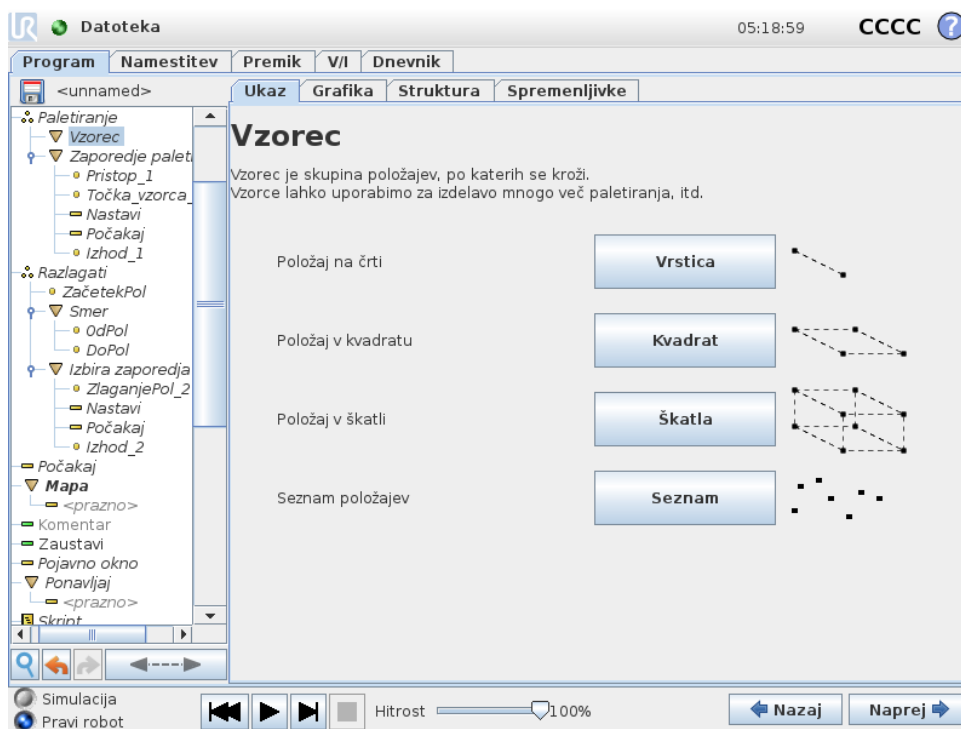 UR Datoteka 05:18:59 CCCC ?
Program Namestitev Premik V/I Dnevnik
<unnamed>
Ukaz Grafika Struktura Spremenljivke
Paletiranje
Vzorec
Zaporedje paleti
Pristop_1
Točka_vzorca_
Nastavi
Počakaj
Izhod_1
Razlagati
ZačetekPol
Smer
OdPol
DoPol
Izbira zaporedja
ZlaganjePol_2
Nastavi
Počakaj
Izhod_2
Počakaj
Mapa
<prazno>
Komentar
Zaustavi
Pojavno okno
Ponavljaj
<prazno>
Skript
Vzorec
Vzorec je skupina položajev, po katerih se kroži.
Vzorce lahko uporabimo za izdelavo mnogo več paletiranja, itd.
Položaj na črti Vrstica
Položaj v kvadratu Kvadrat
Položaj v škatli Škatla
Seznam položajev Seznam
Simulacija
Pravi robot
Hitrost 100%
Nazaj Naprej